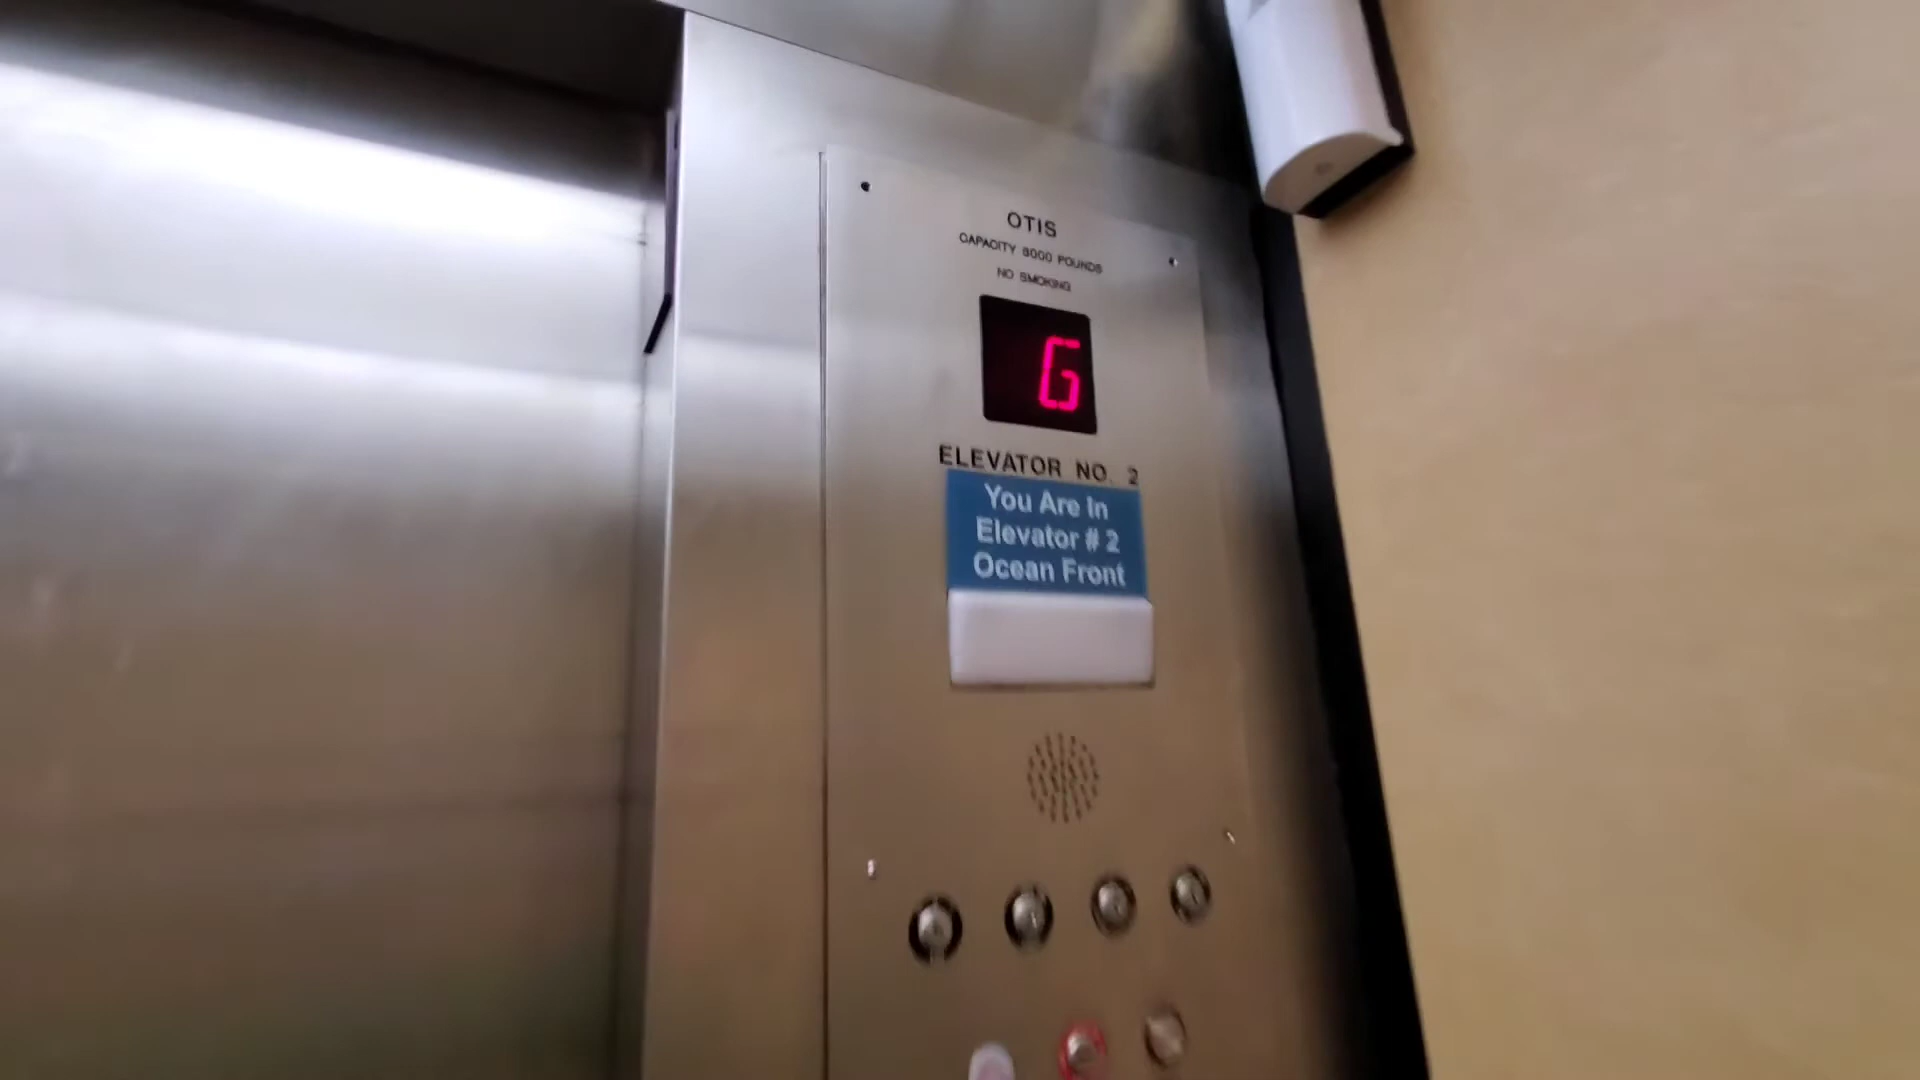 OTIS
CAPACITY 3000 POUNDS
NO SMOKING
G
ELEVATOR NO. 2
You Are In
Elevator # 2
Ocean Front